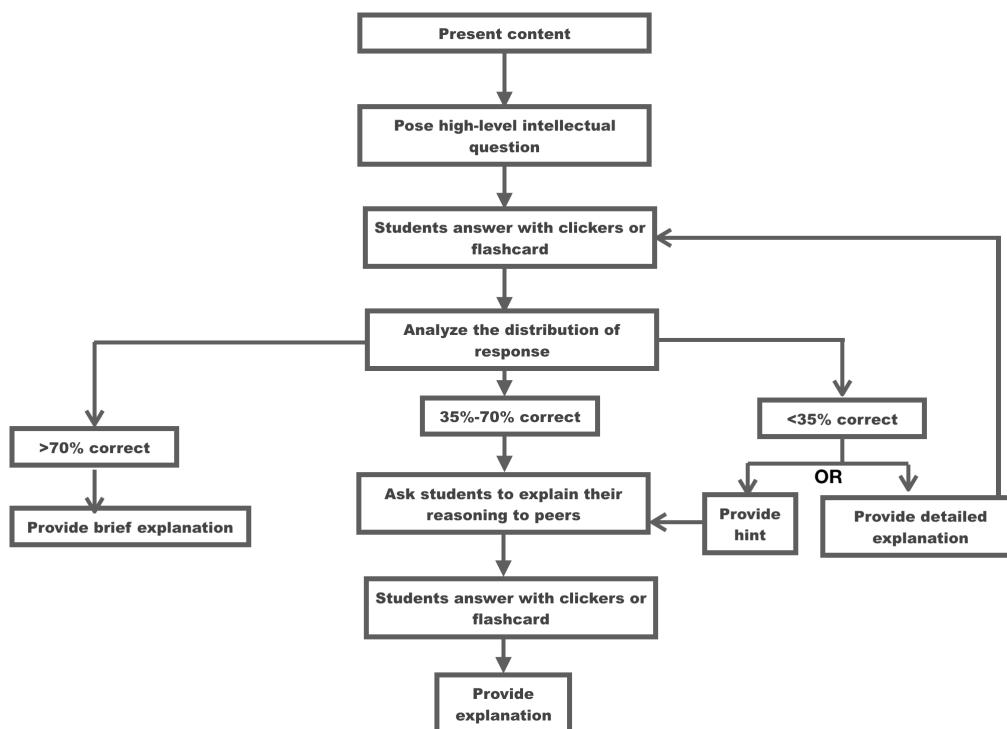 Present content
Pose high-level intellectual
question
Students answer with clickers or
flashcard
Analyze the distribution of
response
>70% correct
35%-70% correct
<35% correct
OR
Provide brief explanation
Ask students to explain their
reasoning to peers
Provide
hint
Provide detailed
explanation
Students answer with clickers or
flashcard
Provide
explanation